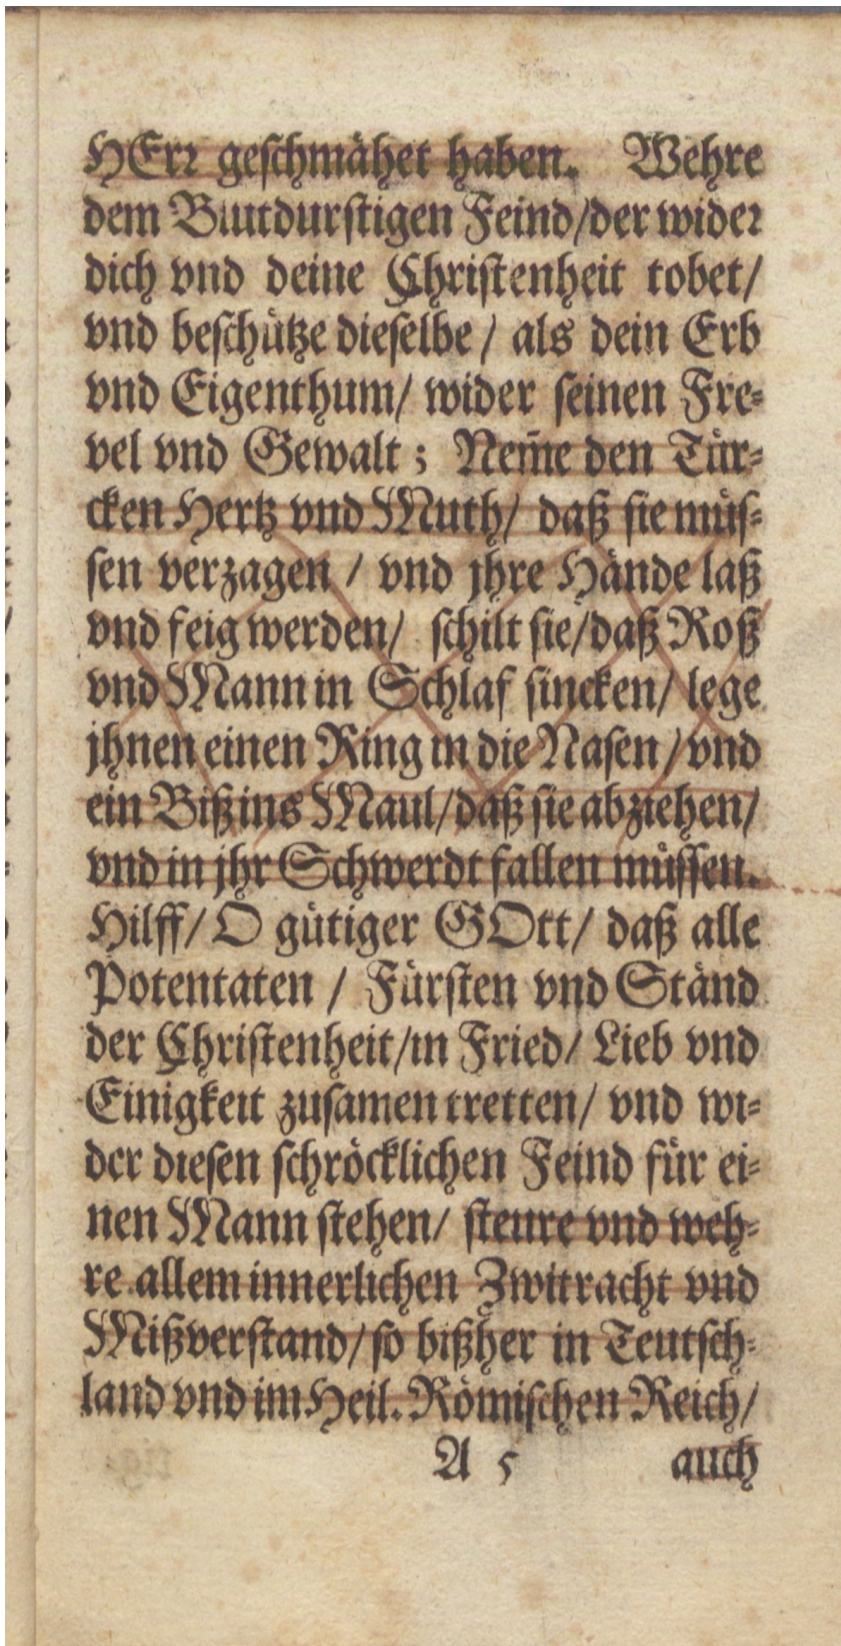 HErꝛ geschmähet haben. Wehre
dem Blutdurstigen Feind/der wideꝛ
dich vnd deine Christenheit tobet/
vnd beschütze dieselbe / als dein Erb
vnd Eigenthum/ wider seinen Fre-
vel vnd Gewalt; Nem̃e den Tür-
cken Hertz vnd Muth/ daß sie müs-
sen verzagen / vnd jhre Hände laß
vnd feig werden/ schilt sie/daß Roß
vnd Mann in Schlaf sincken/ lege
jhnen einen Ring in die Nasen/vnd
ein Biß ins Maul/daß sie abziehen/
vnd in jhr Schwerdt fallen müssen.
Hilff/ O gütiger GOtt/ daß alle
Potentaten / Fürsten vnd Ständ
der Christenheit/in Fried/ Lieb vnd
Einigkeit zusamen tretten/ vnd wi-
der diesen schröcklichen Feind für ei-
nen Mann stehen/ steure vnd weh-
re allem innerlichen Zwitracht vnd
Mißverstand/so bißher in Teutsch-
land vnd im Heil. Römischen Reich/
A 5 auch